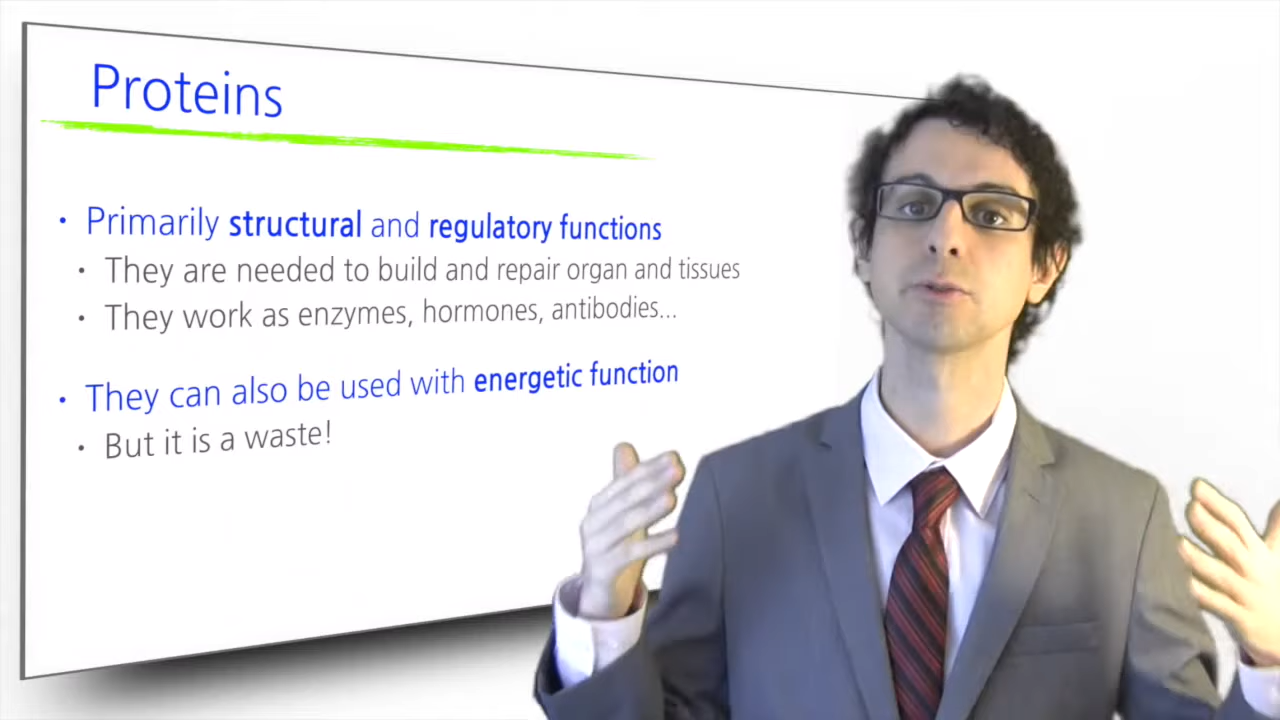 Proteins
• Primarily structural and regulatory functions
• They are needed to build and repair organ and tissues
• They work as enzymes, hormones, antibodies...
• They can also be used with energetic function
• But it is a waste!